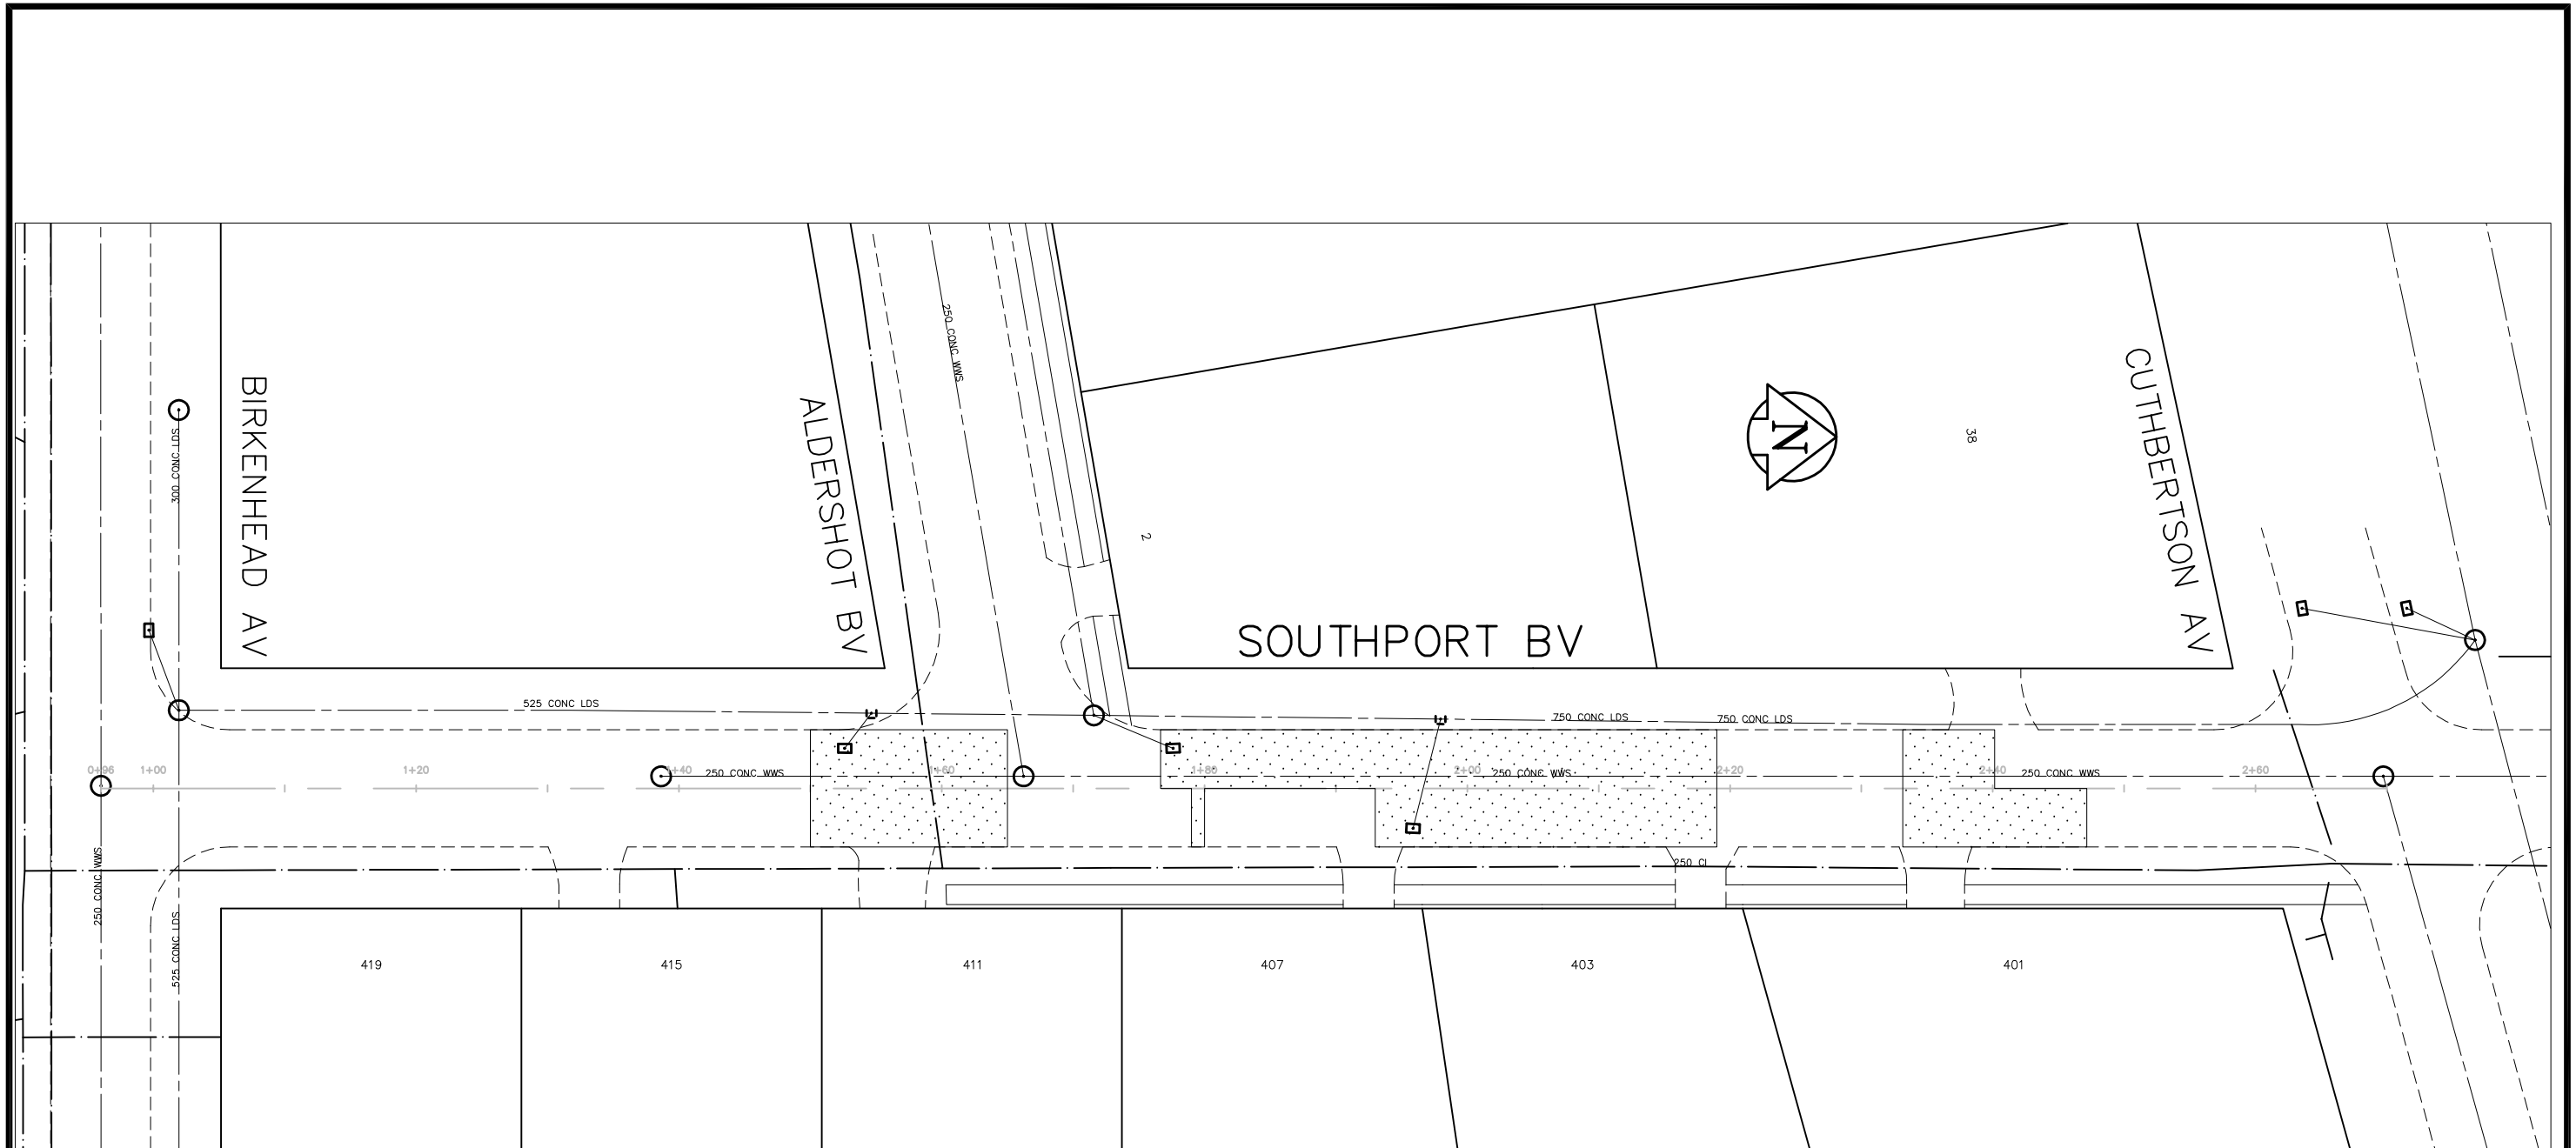 BIRKENHEAD AV
ALDERSHOT BV
CUTHBERTSON AV
SOUTHPORT BV
N
38
2
300 CONC LDS
250 CONC WWS
525 CONC LDS
750 CONC LDS
750 CONC LDS
0+96
1+00
1+20
1+40
250 CONC WWS
1+60
1+80
2+00
250 CONC WWS
2+20
2+40
250 CONC WWS
2+60
250 CONC WWS
525 CONC LDS
250 CI
419
415
411
407
403
401